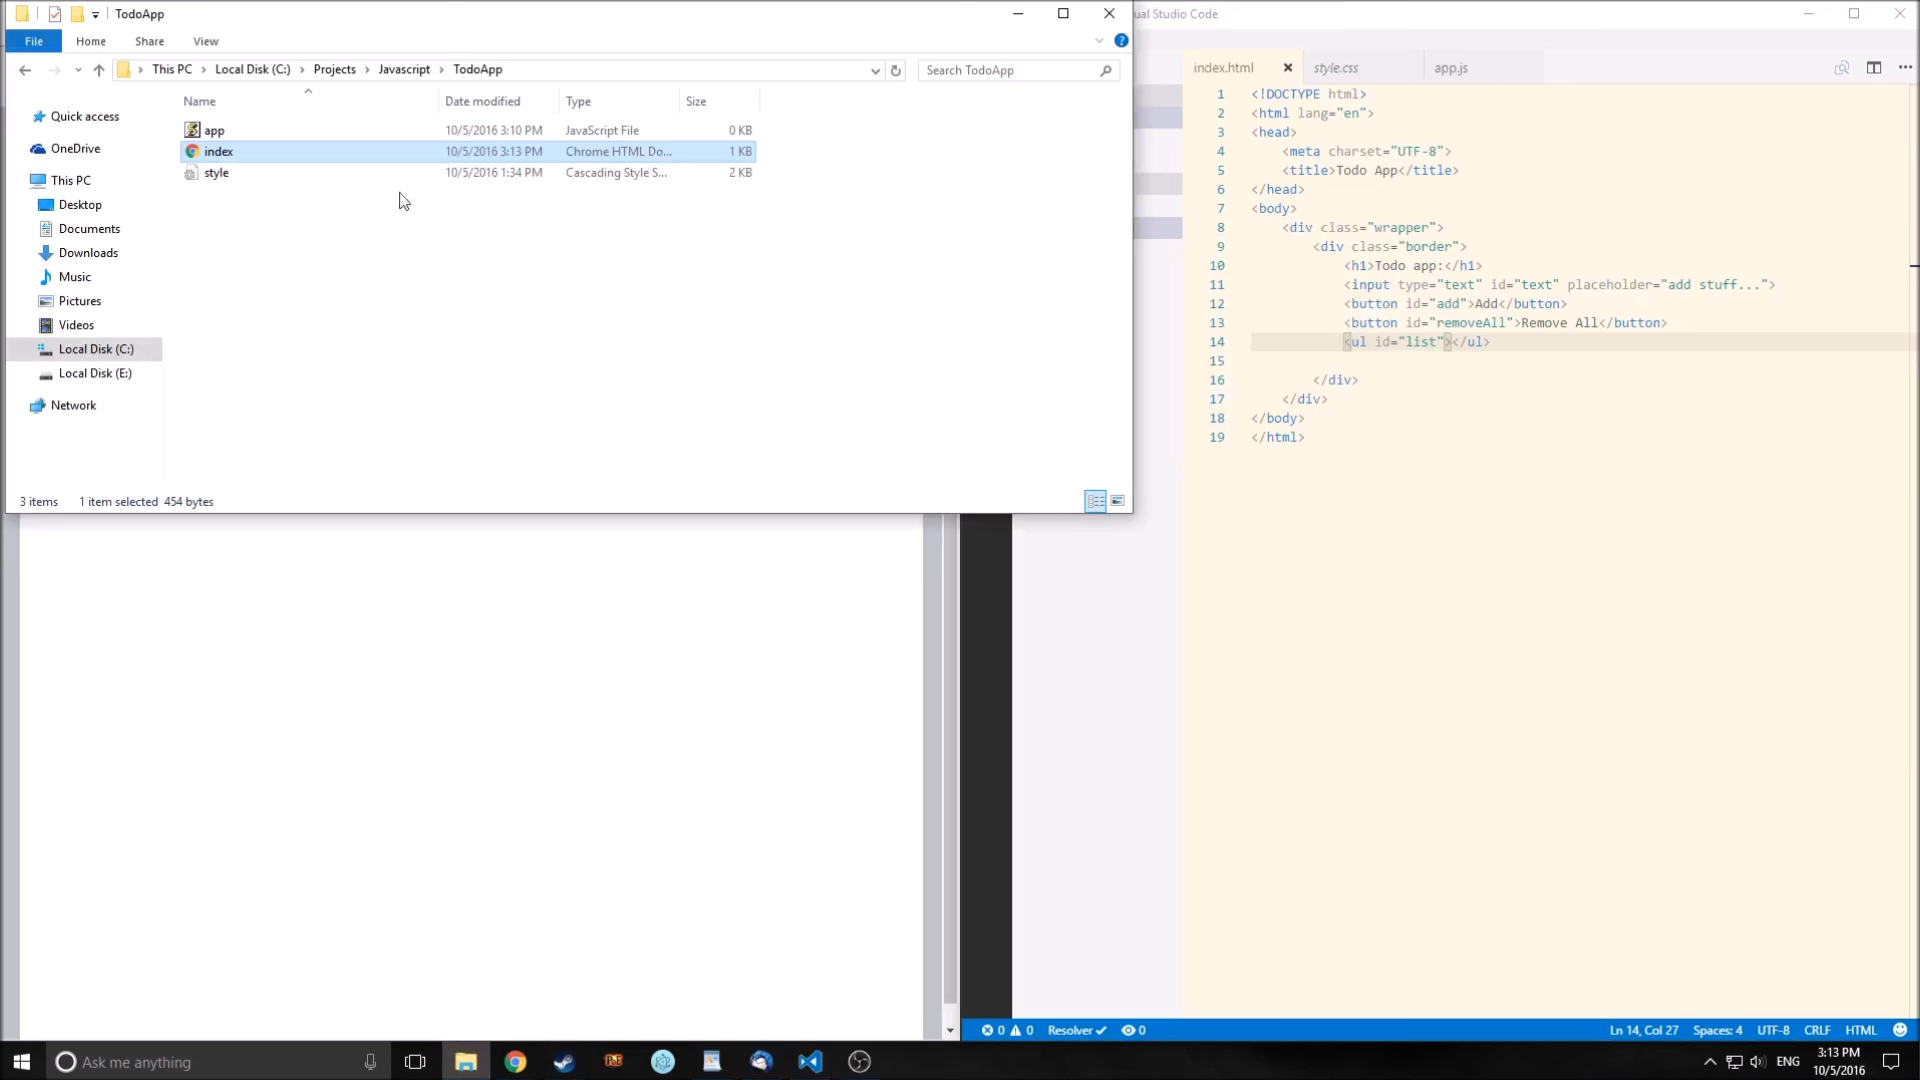 TodoApp
File Home Share View
This PC Local Disk (C:) Projects Javascript TodoApp
Search TodoApp
Name Date modified Type Size
app 10/5/2016 3:10 PM JavaScript File 0 KB
index 10/5/2016 3:13 PM Chrome HTML Do... 1 KB
style 10/5/2016 1:34 PM Cascading Style S... 2 KB
Quick access
OneDrive
This PC
Desktop
Documents
Downloads
Music
Pictures
Videos
Local Disk (C:)
Local Disk (E:)
Network
3 items 1 item selected 454 bytes
ual Studio Code
index.html style.css app.js
1 <!DOCTYPE html>
2 <html lang="en">
3 <head>
4 <meta charset="UTF-8">
5 <title>Todo App</title>
6 </head>
7 <body>
8 <div class="wrapper">
9 <div class="border">
10 <h1>Todo app:</h1>
11 <input type="text" id="text" placeholder="add stuff...">
12 <button id="add">Add</button>
13 <button id="removeAll">Remove All</button>
14 <ul id="list"></ul>
15
16 </div>
17 </div>
18 </body>
19 </html>
0 0 Resolver 0
Ln 14, Col 27 Spaces: 4 UTF-8 CRLF HTML
Ask me anything
ENG
3:13 PM
10/5/2016